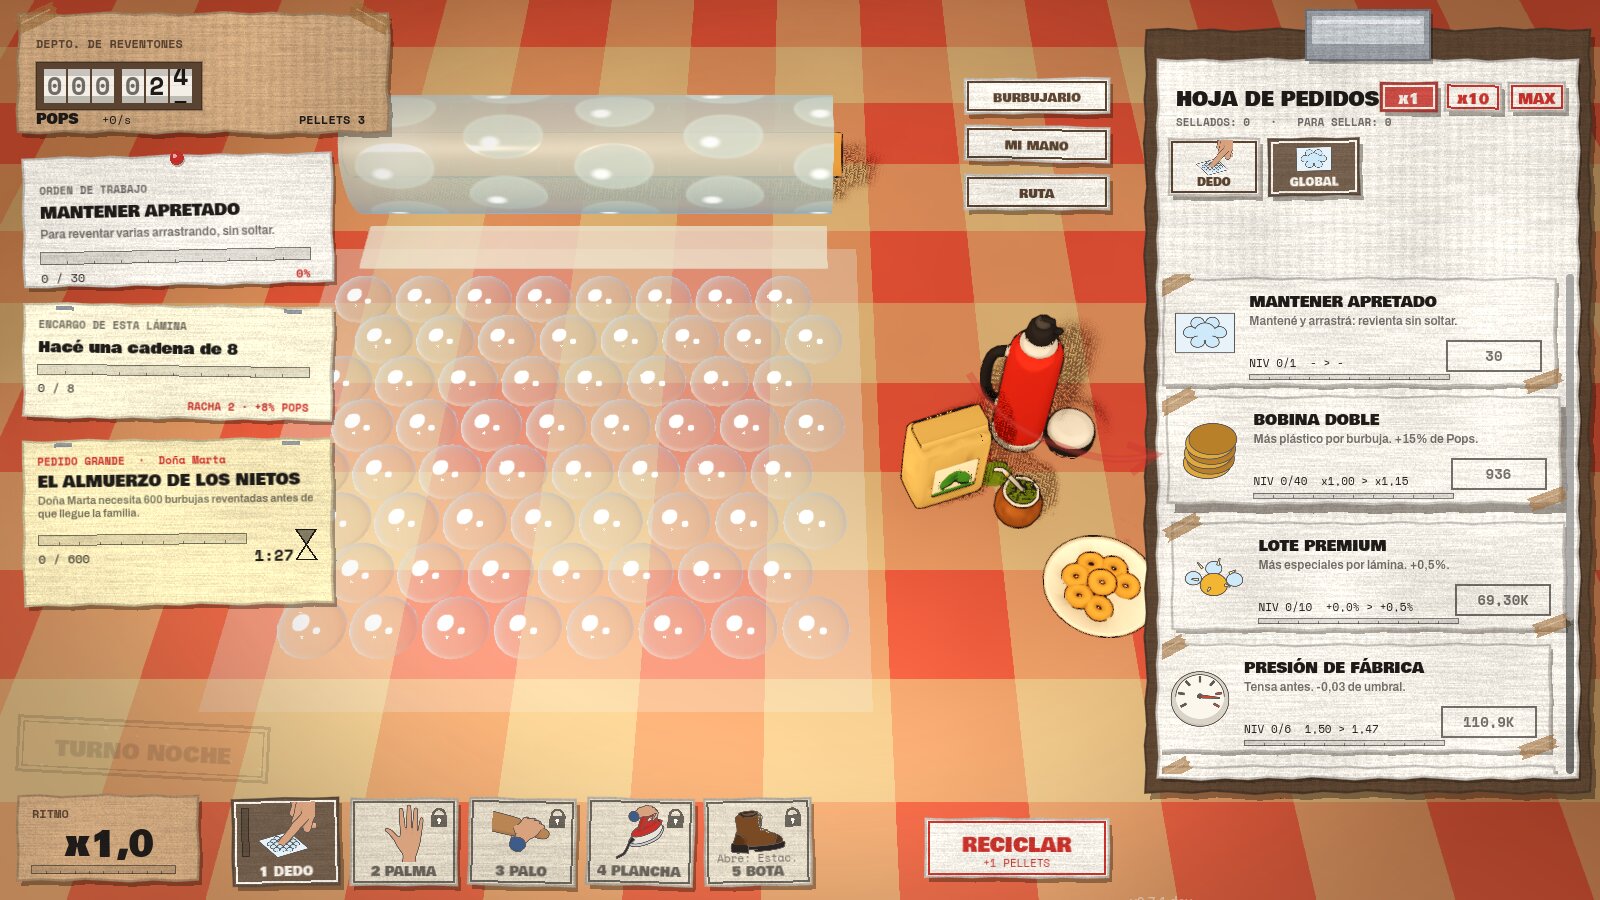 DEPTO. DE REVENTONES
000 024
POPS +0/s PELLETS 3
ORDEN DE TRABAJO
MANTENER APRETADO
Para reventar varias arrastrando, sin soltar.
0 / 30 0%
ENCARGO DE ESTA LÁMINA
Hacé una cadena de 8
0 / 8
RACHA 2 · +8% POPS
PEDIDO GRANDE · Doña Marta
EL ALMUERZO DE LOS NIETOS
Doña Marta necesita 600 burbujas reventadas antes de
que llegue la familia.
0 / 600 1:27
TURNO NOCHE
RITMO
x1,0
1 DEDO
2 PALMA
3 PALO
4 PLANCHA
Abre: Estac.
5 BOTA
BURBUJARIO
MI MANO
RUTA
RECICLAR
+1 PELLETS
HOJA DE PEDIDOS x1 x10 MAX
SELLADOS: 0 · PARA SELLAR: 0
DEDO GLOBAL
MANTENER APRETADO
Mantené y arrastrá: revienta sin soltar.
NIV 0/1 - > - 30
BOBINA DOBLE
Más plástico por burbuja. +15% de Pops.
NIV 0/40 x1,00 > x1,15 936
LOTE PREMIUM
Más especiales por lámina. +0,5%.
NIV 0/10 +0,0% > +0,5% 69,30K
PRESIÓN DE FÁBRICA
Tensa antes. -0,03 de umbral.
NIV 0/6 1,50 > 1,47 110,9K